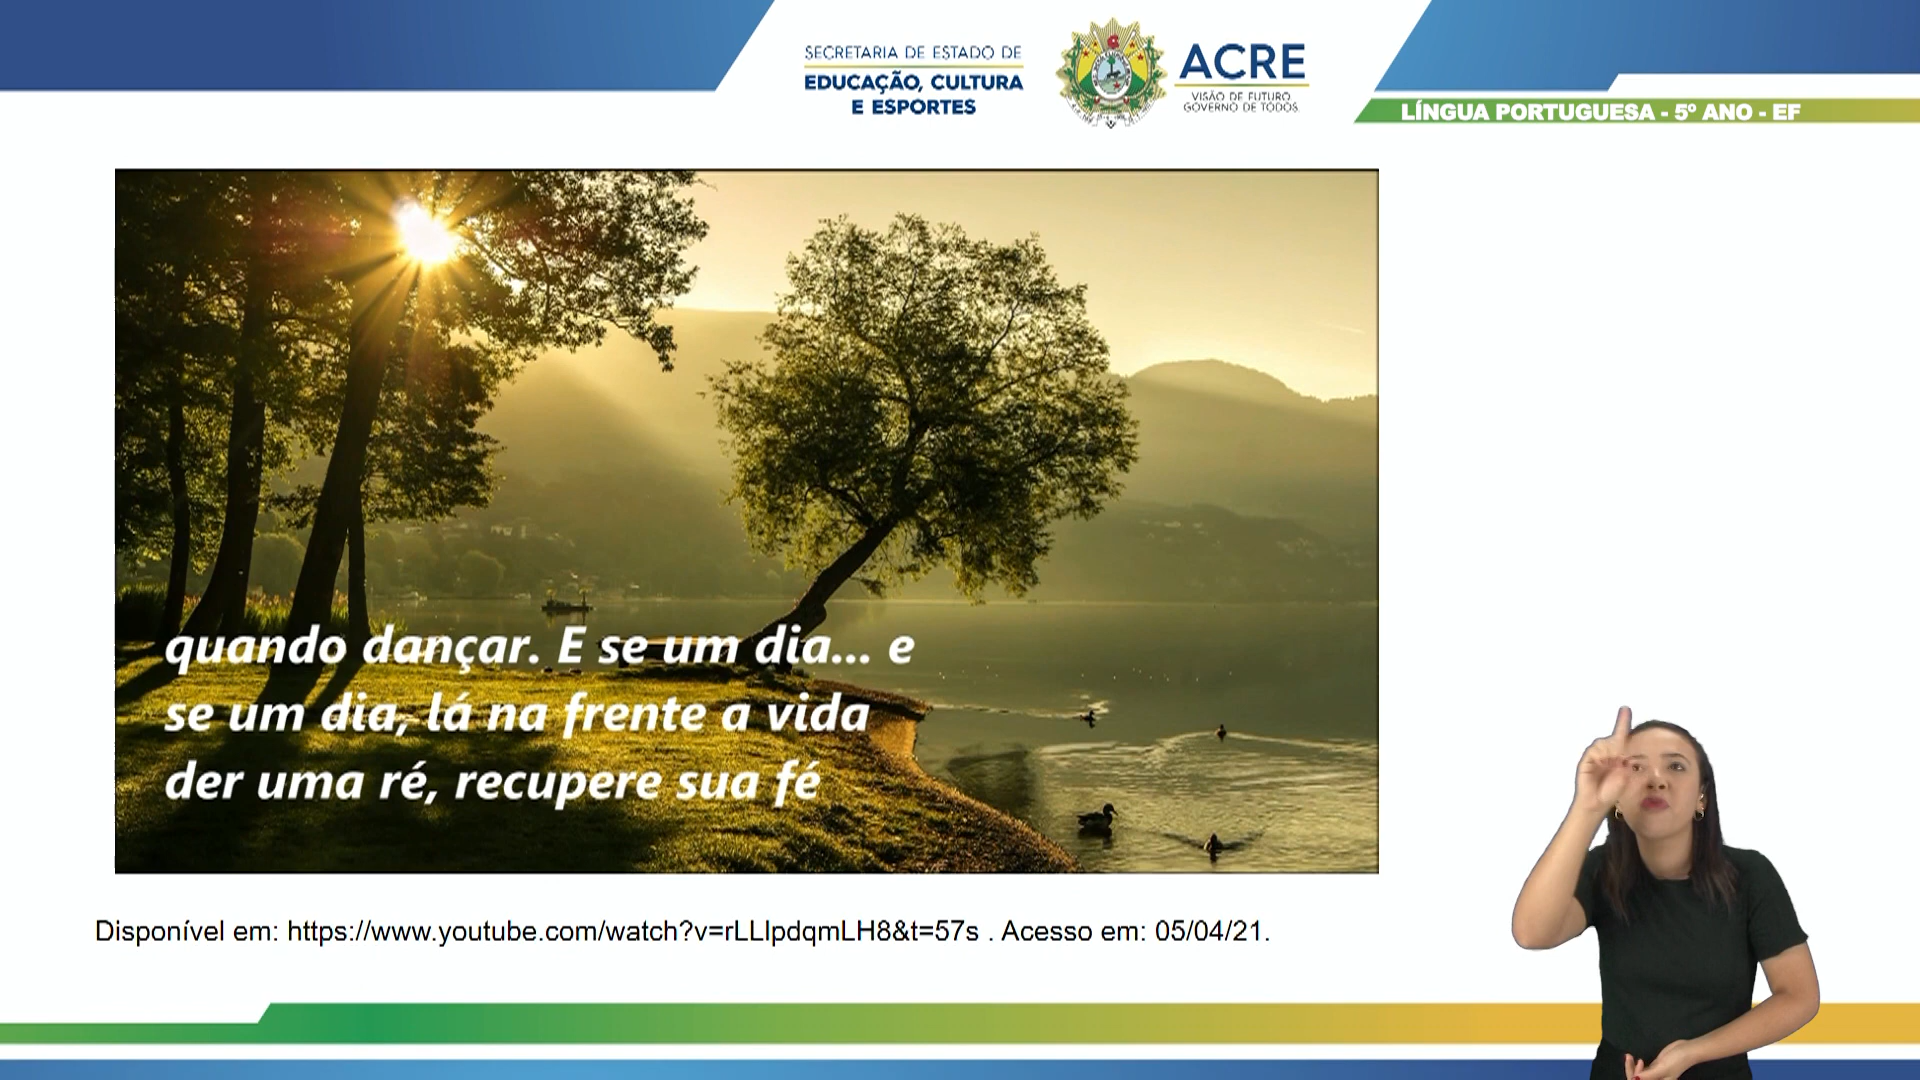 SECRETARIA DE ESTADO DE
EDUCAÇÃO, CULTURA
E ESPORTES
ACRE
VISÃO DE FUTURO
GOVERNO DE TODOS
LÍNGUA PORTUGUESA - 5º ANO - EF
quando dançar. E se um dia... e
se um dia, lá na frente a vida
der uma ré, recupere sua fé
Disponível em: https://www.youtube.com/watch?v=rLLlpdqmLH8&t=57s . Acesso em: 05/04/21.